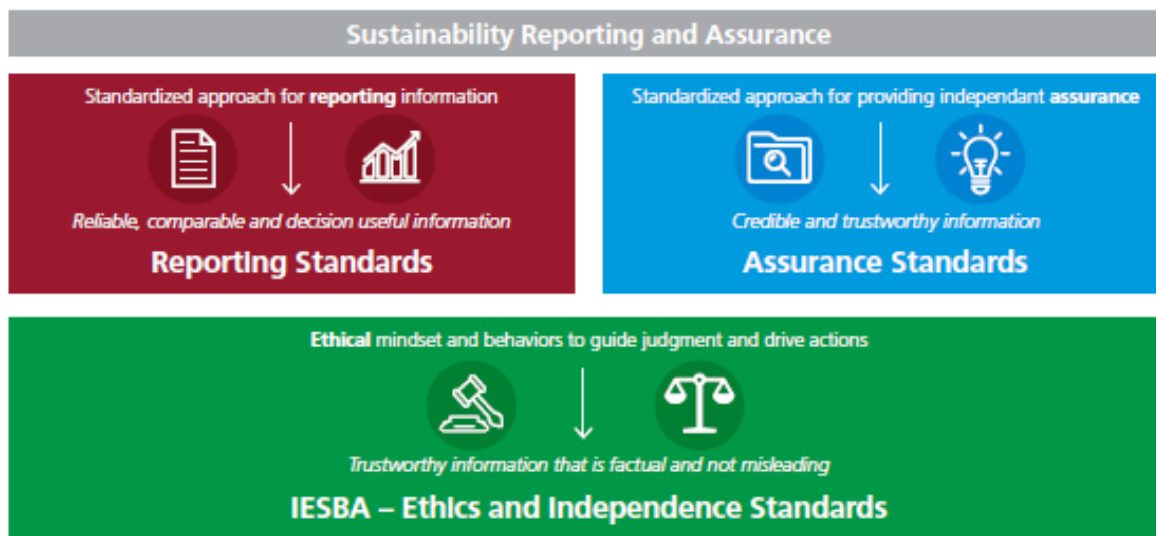 Sustainability Reporting and Assurance
Standardized approach for reporting information
Reliable, comparable and decision useful information
Reporting Standards
Standardized approach for providing independant assurance
Credible and trustworthy information
Assurance Standards
Ethical mindset and behaviors to guide judgment and drive actions
Trustworthy information that is factual and not misleading
IESBA – Ethics and Independence Standards